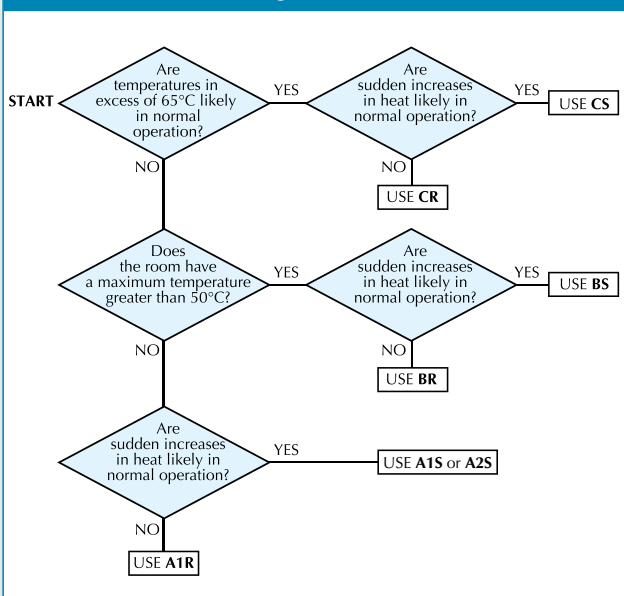 START
Are
temperatures in
excess of 65°C likely
in normal
operation?
YES
Are
sudden increases
in heat likely in
normal operation?
YES
USE CS
NO
NO
USE CR
Does
the room have
a maximum temperature
greater than 50°C?
YES
Are
sudden increases
in heat likely in
normal operation?
YES
USE BS
NO
NO
USE BR
Are
sudden increases
in heat likely in
normal operation?
YES
USE A1S or A2S
NO
USE A1R